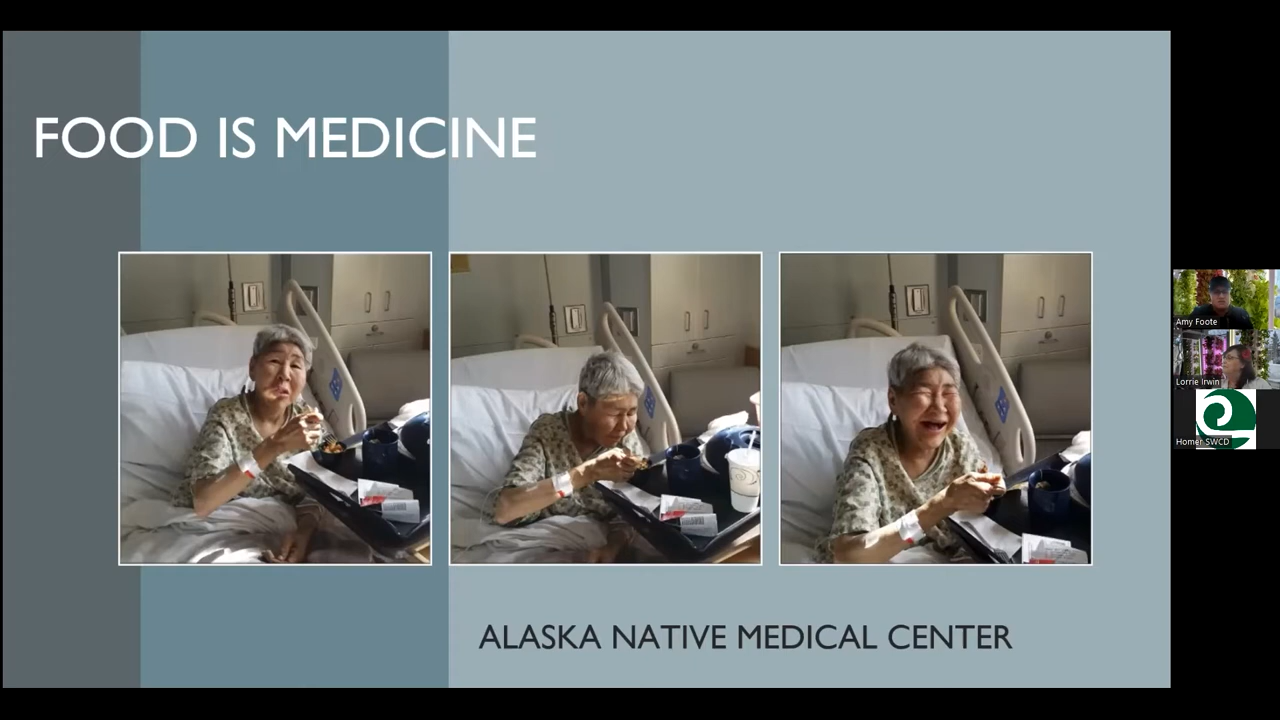 FOOD IS MEDICINE
ALASKA NATIVE MEDICAL CENTER
Amy Foote
Lorrie Irwin
Homer SWCD